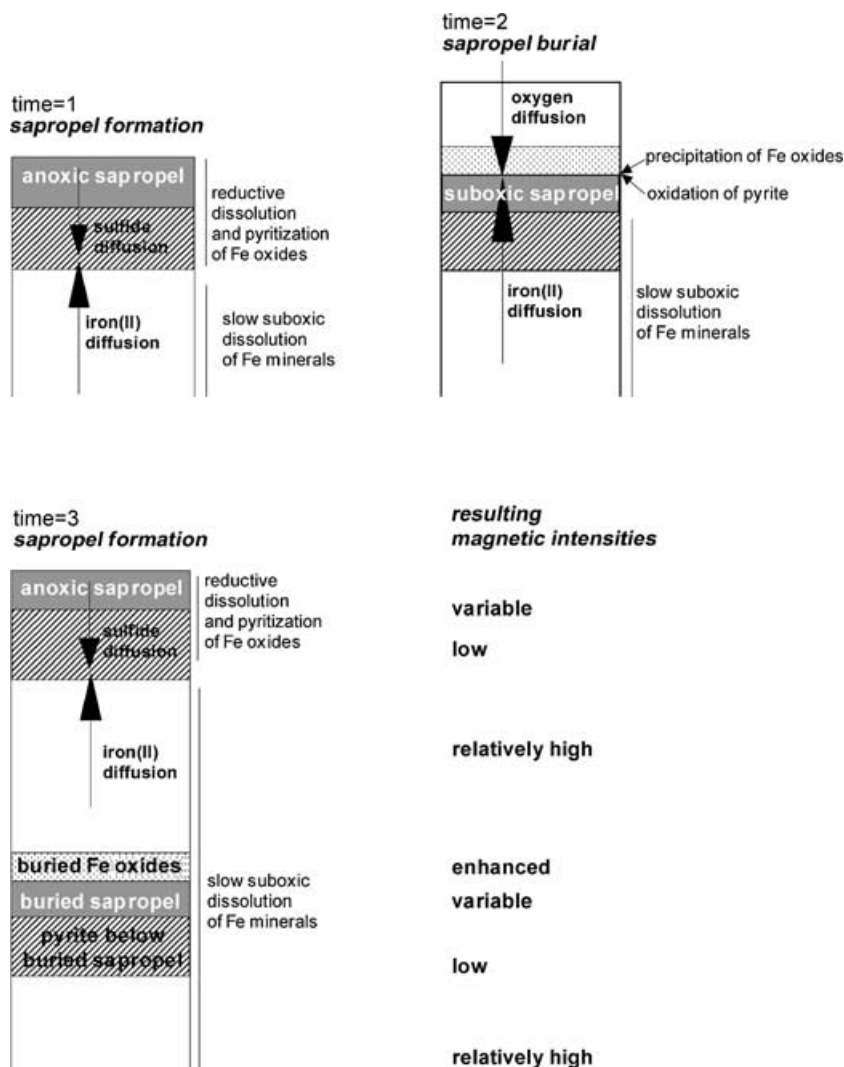 time=1
sapropel formation
anoxic sapropel
sulfide
diffusion
iron(II)
diffusion
reductive
dissolution
and pyritization
of Fe oxides
slow suboxic
dissolution
of Fe minerals
time=2
sapropel burial
oxygen
diffusion
precipitation of Fe oxides
suboxic sapropel
oxidation of pyrite
iron(II)
diffusion
slow suboxic
dissolution
of Fe minerals
time=3
sapropel formation
anoxic sapropel
sulfide
diffusion
iron(II)
diffusion
reductive
dissolution
and pyritization
of Fe oxides
buried Fe oxides
buried sapropel
pyrite below
buried sapropel
slow suboxic
dissolution
of Fe minerals
resulting
magnetic intensities
variable
low
relatively high
enhanced
variable
low
relatively high